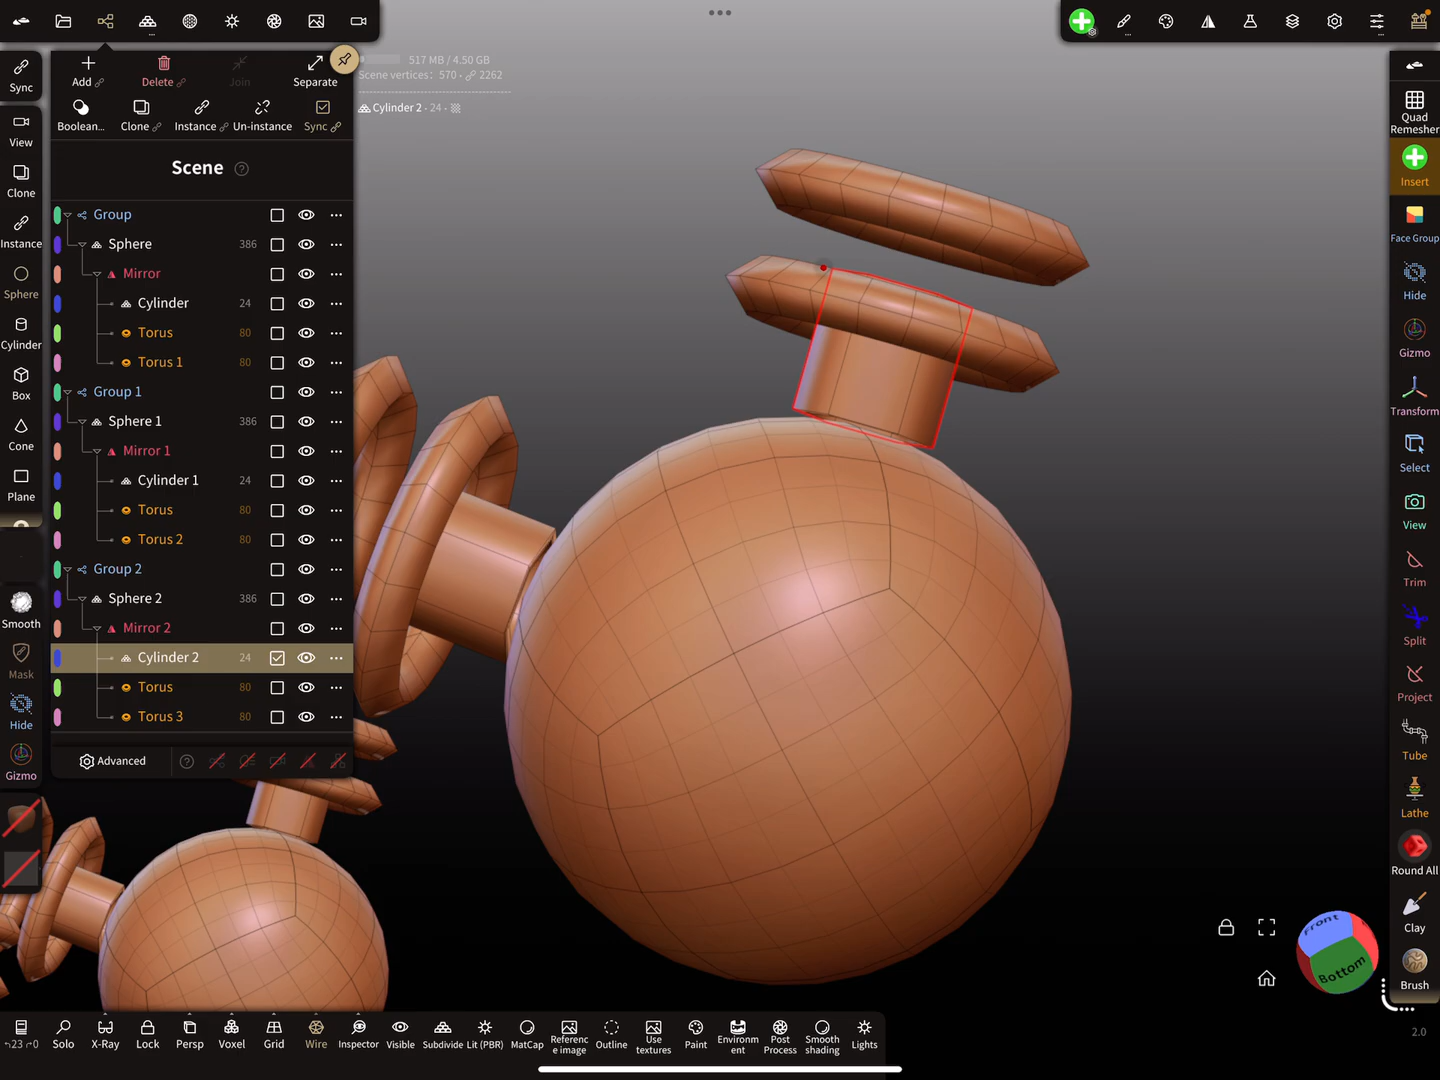 517 MB / 4.50 GB
Scene vertices: 570 • 2262
Cylinder 2 • 24 •
Sync
Add
Delete
Join
Separate
Boolean...
Clone
Instance
Un-instance
Sync
Scene
Group
Sphere 386
Mirror
Cylinder 24
Torus 80
Torus 1 80
Group 1
Sphere 1 386
Mirror 1
Cylinder 1 24
Torus 80
Torus 2 80
Group 2
Sphere 2 386
Mirror 2
Cylinder 2 24
Torus 80
Torus 3 80
Advanced
View
Clone
Instance
Sphere
Cylinder
Box
Cone
Plane
Smooth
Mask
Hide
Gizmo
Quad
Remesher
Insert
Face Group
Hide
Gizmo
Transform
Select
View
Trim
Split
Project
Tube
Lathe
Round All
Clay
Brush
2.0
Front
Bottom
23 0
Solo
X-Ray
Lock
Persp
Voxel
Grid
Wire
Inspector
Visible
Subdivide
Lit (PBR)
MatCap
Referenc
e image
Outline
Use
textures
Paint
Environm
ent
Post
Process
Smooth
shading
Lights